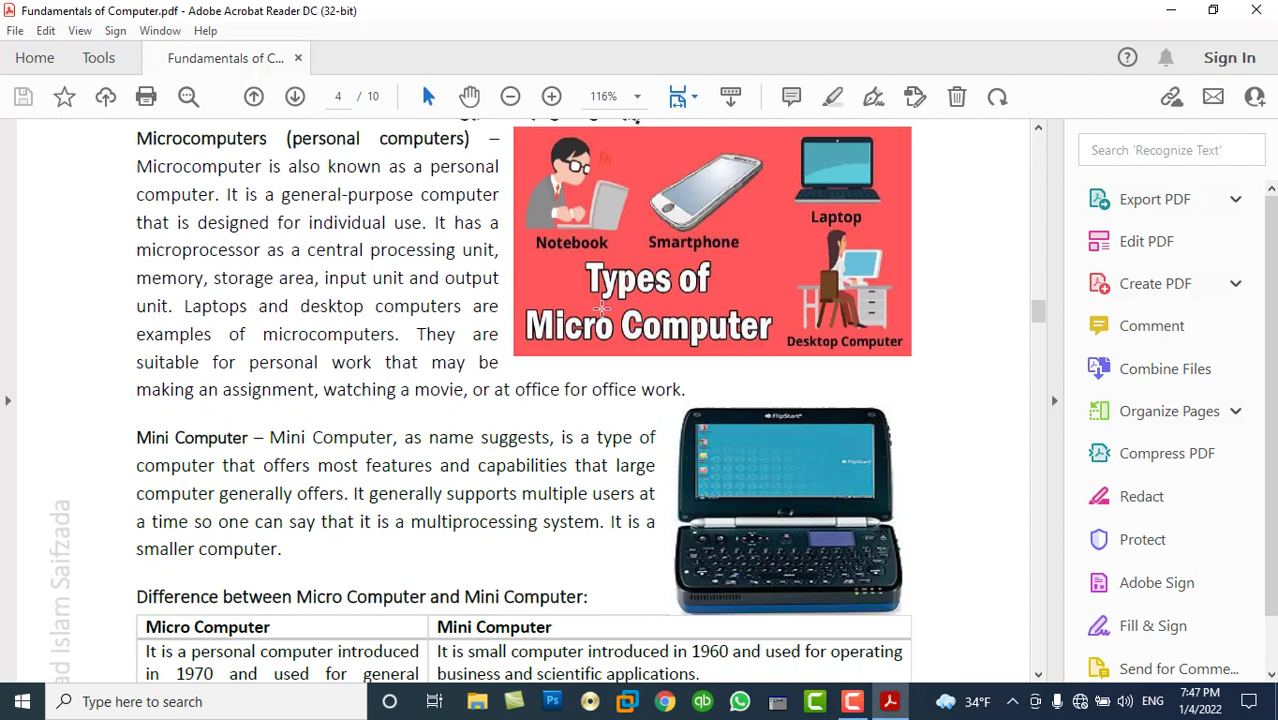 Fundamentals of Computer.pdf - Adobe Acrobat Reader DC (32-bit)
File Edit View Sign Window Help
Home Tools Fundamentals of C... × Sign In
4 / 10 116%
Microcomputers (personal computers) –
Microcomputer is also known as a personal
computer. It is a general-purpose computer
that is designed for individual use. It has a
microprocessor as a central processing unit,
memory, storage area, input unit and output
unit. Laptops and desktop computers are
examples of microcomputers. They are
suitable for personal work that may be
making an assignment, watching a movie, or at office for office work.
Notebook
Smartphone
Laptop
Types of
Micro Computer
Desktop Computer
Mini Computer – Mini Computer, as name suggests, is a type of
computer that offers most features and capabilities that large
computer generally offers. It generally supports multiple users at
a time so one can say that it is a multiprocessing system. It is a
smaller computer.
FlipStart
FlipStart
Difference between Micro Computer and Mini Computer:
Micro Computer Mini Computer
It is a personal computer introduced It is small computer introduced in 1960 and used for operating
in 1970 and used for general business and scientific applications.
ad Islam Saifzada
Search 'Recognize Text'
Export PDF
Edit PDF
Create PDF
Comment
Combine Files
Organize Pages
Compress PDF
Redact
Protect
Adobe Sign
Fill & Sign
Send for Comme...
Type here to search
Ps
qb
34°F
ENG
7:47 PM
1/4/2022